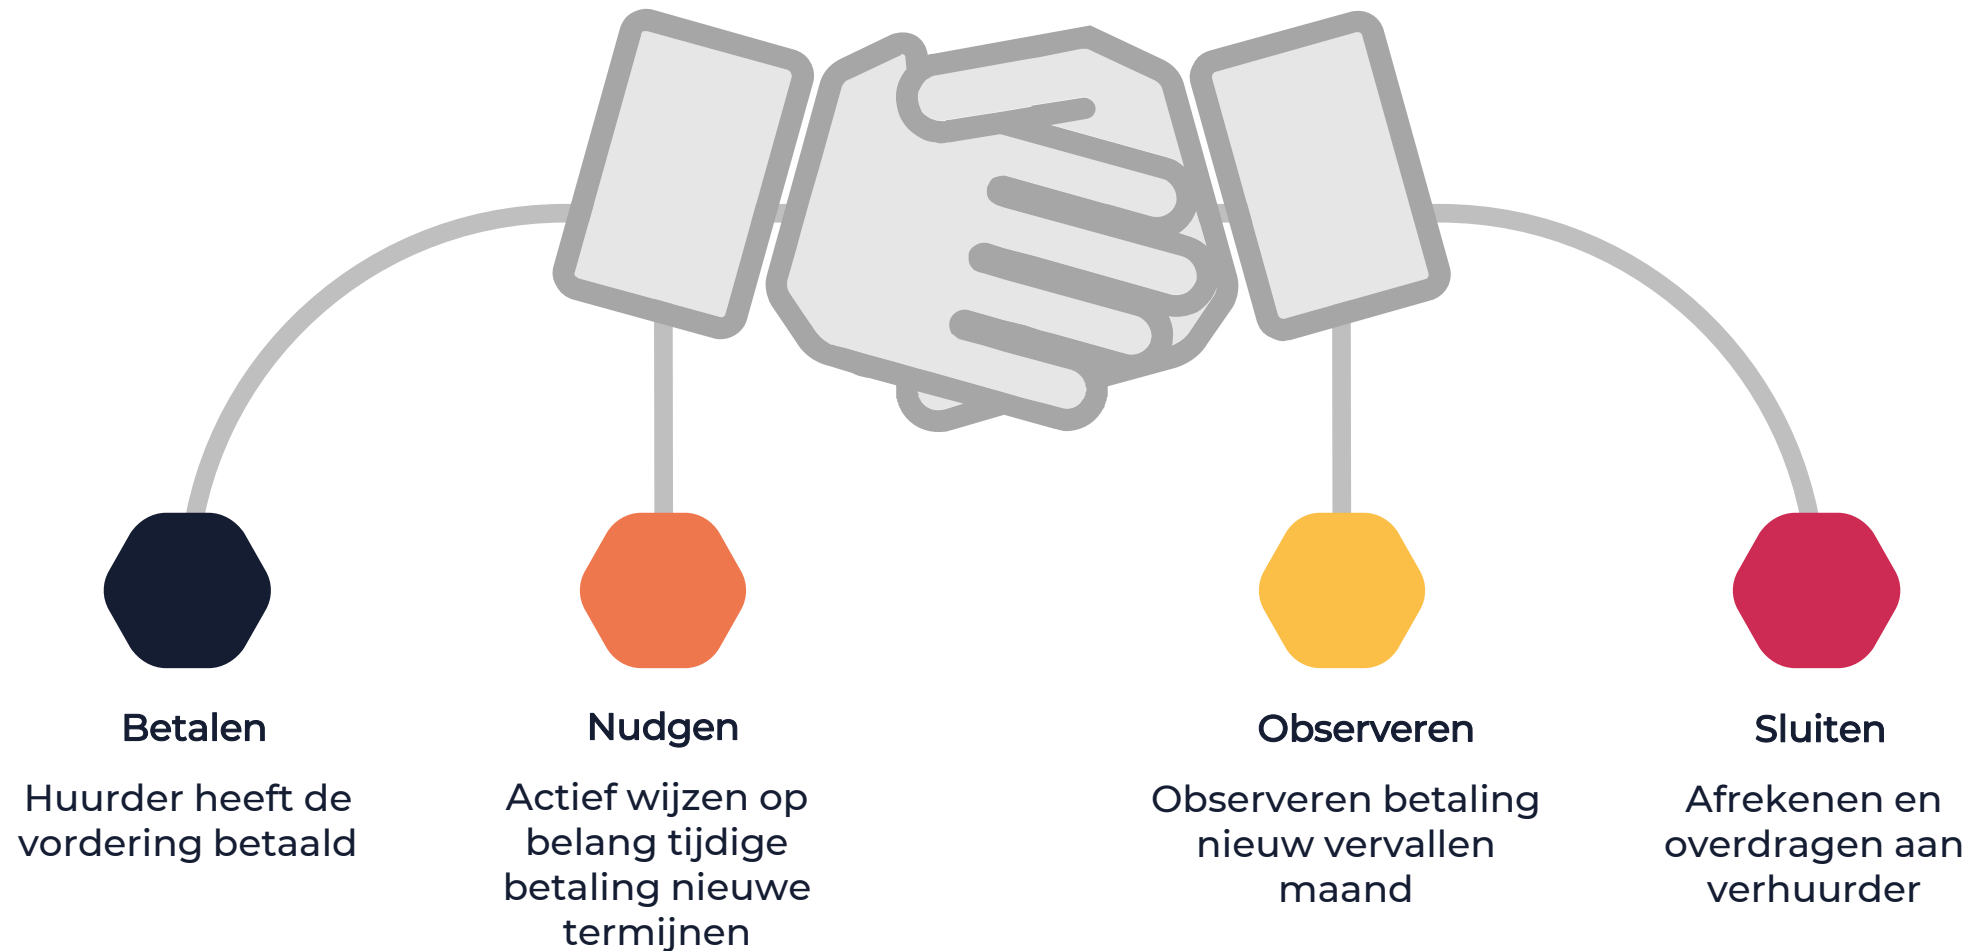 Betalen
Huurder heeft de
vordering betaald
Nudgen
Actief wijzen op
belang tijdige
betaling nieuwe
termijnen
Observeren
Observeren betaling
nieuw vervallen
maand
Sluiten
Afrekenen en
overdragen aan
verhuurder